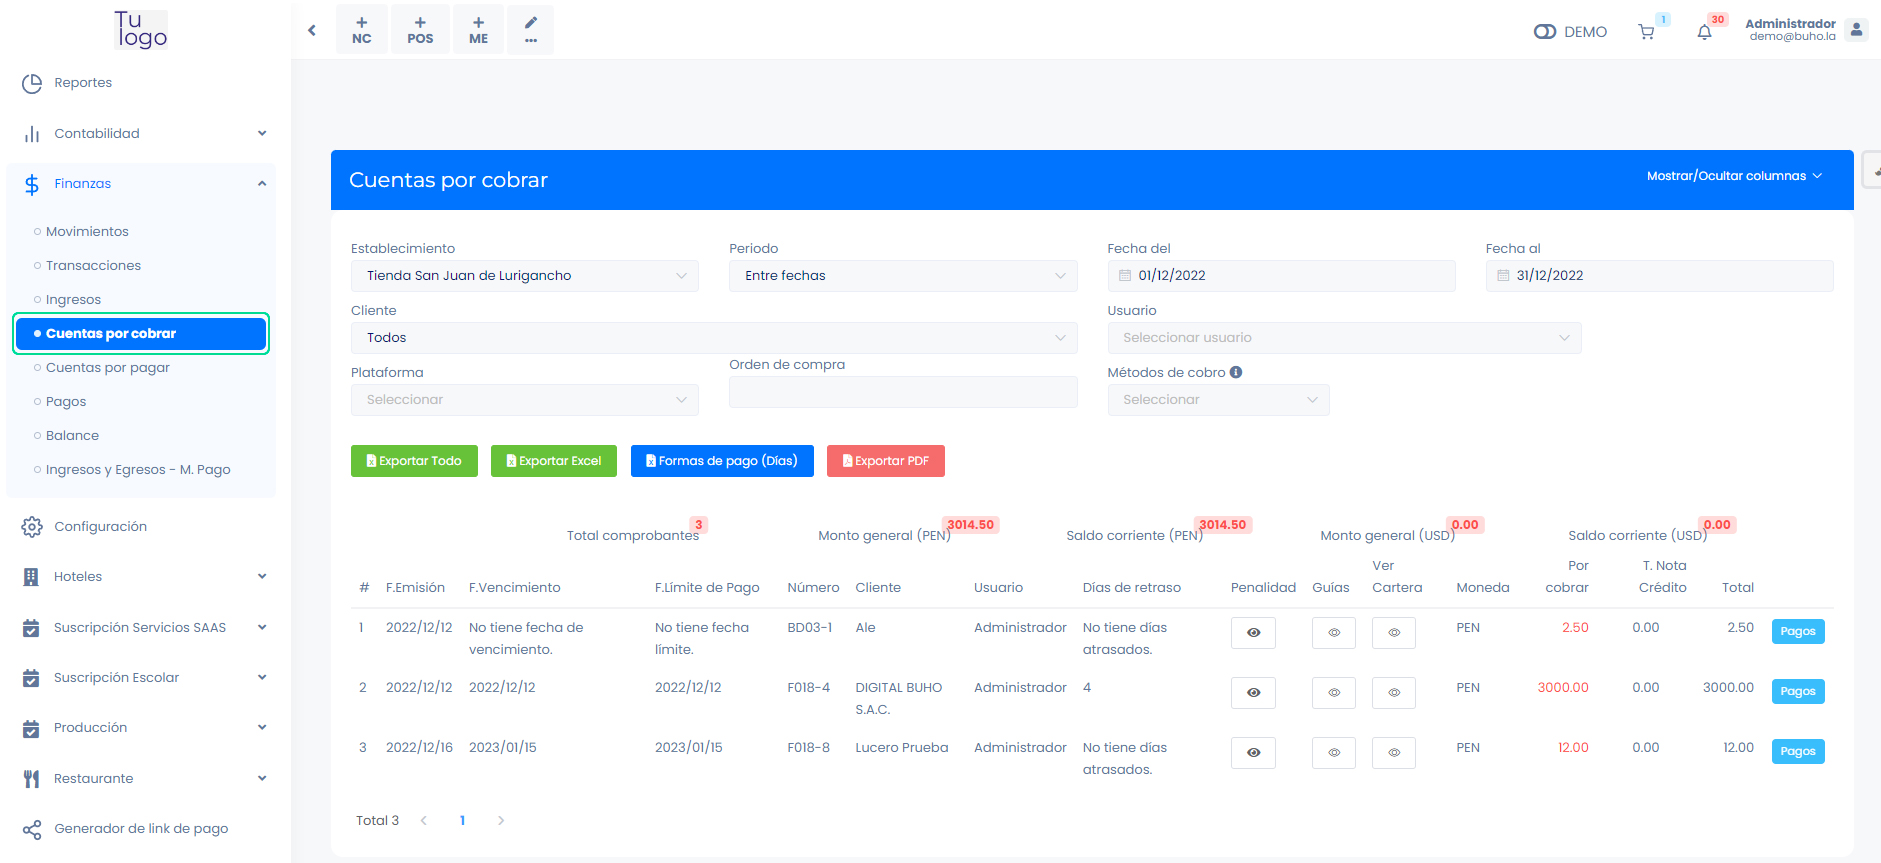 Tu
logo
NC
POS
ME
...
DEMO
1
30
Administrador
demo@buho.la
Reportes
Contabilidad
Finanzas
Movimientos
Transacciones
Ingresos
Cuentas por cobrar
Cuentas por pagar
Pagos
Balance
Ingresos y Egresos - M. Pago
Configuración
Hoteles
Suscripción Servicios SAAS
Suscripción Escolar
Producción
Restaurante
Generador de link de pago
Cuentas por cobrar
Mostrar/Ocultar columnas
Establecimiento Periodo Fecha del Fecha al
Tienda San Juan de Lurigancho Entre fechas 01/12/2022 31/12/2022
Cliente Usuario
Todos Seleccionar usuario
Plataforma Orden de compra Métodos de cobro
Seleccionar Seleccionar
Exportar Todo Exportar Excel Formas de pago (Días) Exportar PDF
Total comprobantes 3 Monto general (PEN) 3014.50 Saldo corriente (PEN) 3014.50 Monto general (USD) 0.00 Saldo corriente (USD) 0.00
# F.Emisión F.Vencimiento F.Límite de Pago Número Cliente Usuario Días de retraso Penalidad Guías Ver Cartera Moneda Por cobrar T. Nota Crédito Total
1 2022/12/12 No tiene fecha de vencimiento. No tiene fecha límite. BD03-1 Ale Administrador No tiene días atrasados. PEN 2.50 0.00 2.50 Pagos
2 2022/12/12 2022/12/12 2022/12/12 F018-4 DIGITAL BUHO S.A.C. Administrador 4 PEN 3000.00 0.00 3000.00 Pagos
3 2022/12/16 2023/01/15 2023/01/15 F018-8 Lucero Prueba Administrador No tiene días atrasados. PEN 12.00 0.00 12.00 Pagos
Total 3 1